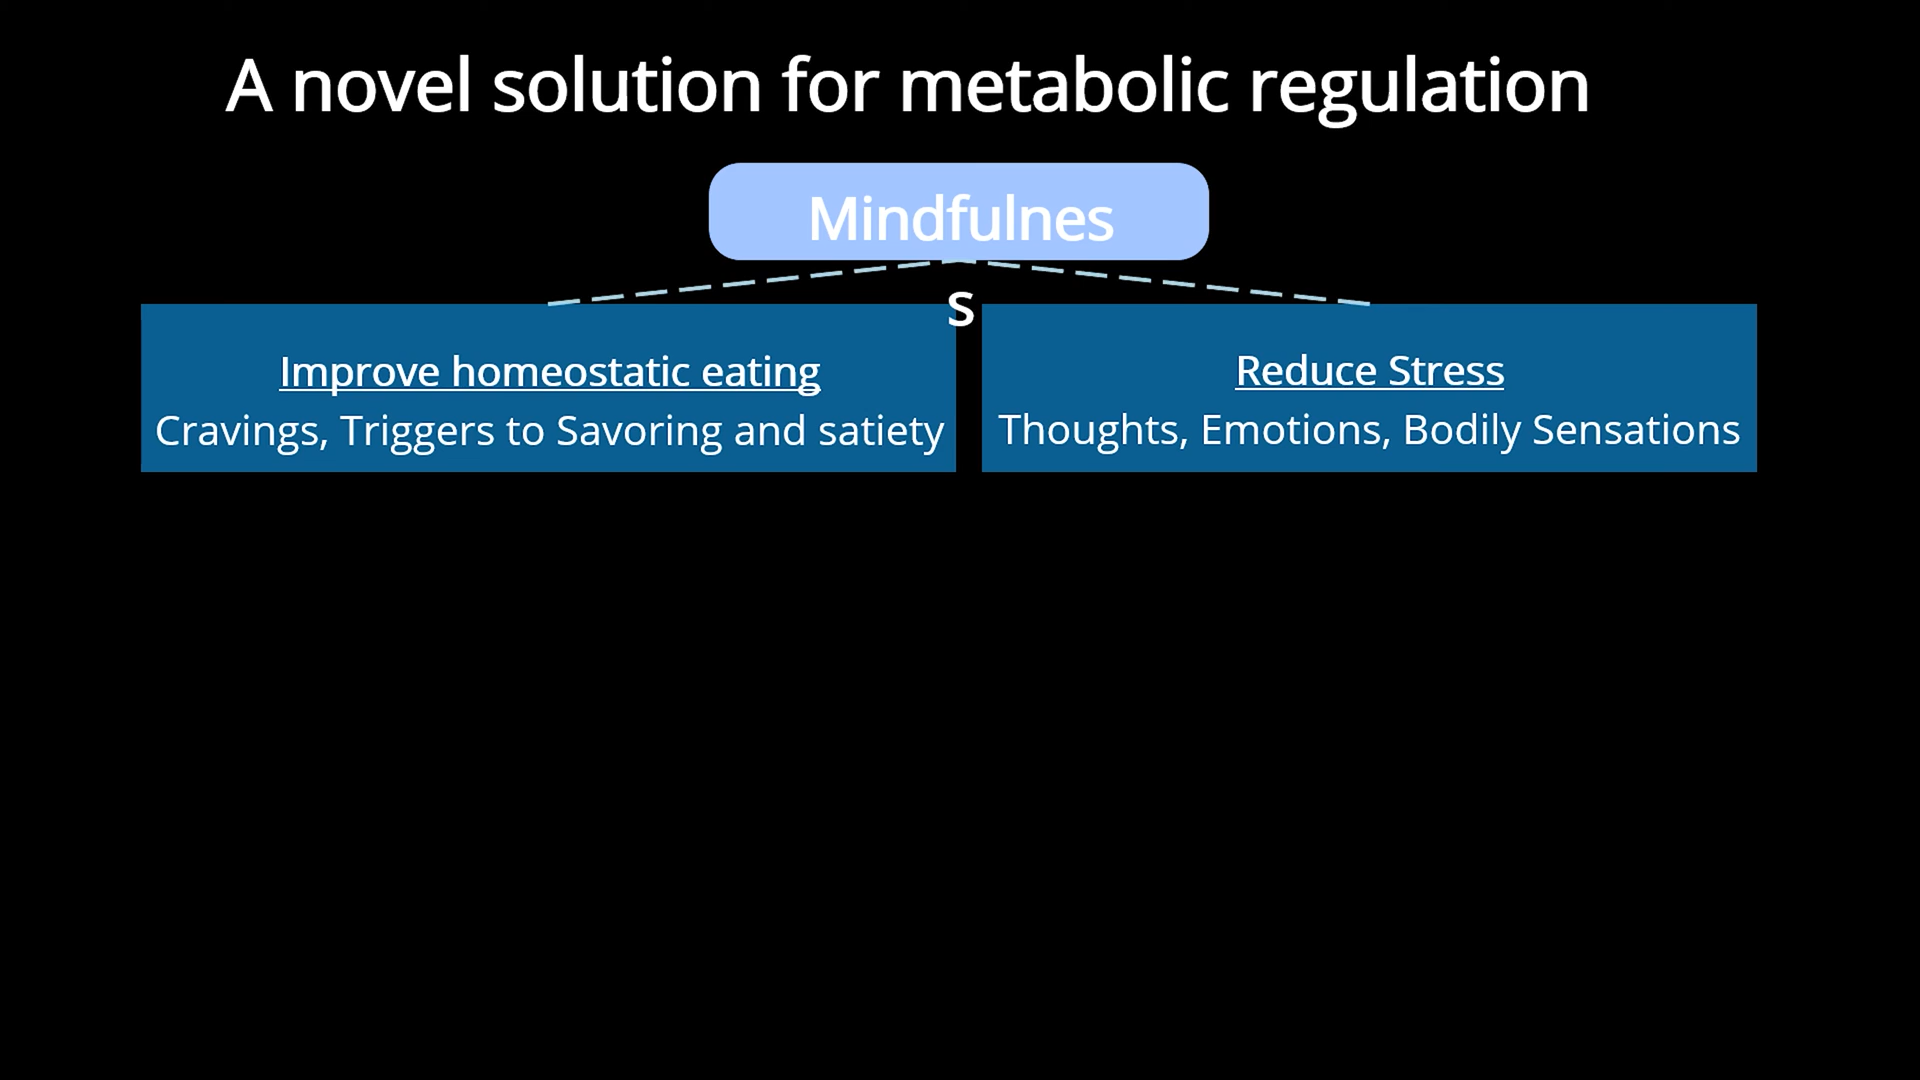 A novel solution for metabolic regulation
Mindfulnes
s
Improve homeostatic eating
Cravings, Triggers to Savoring and satiety
Reduce Stress
Thoughts, Emotions, Bodily Sensations